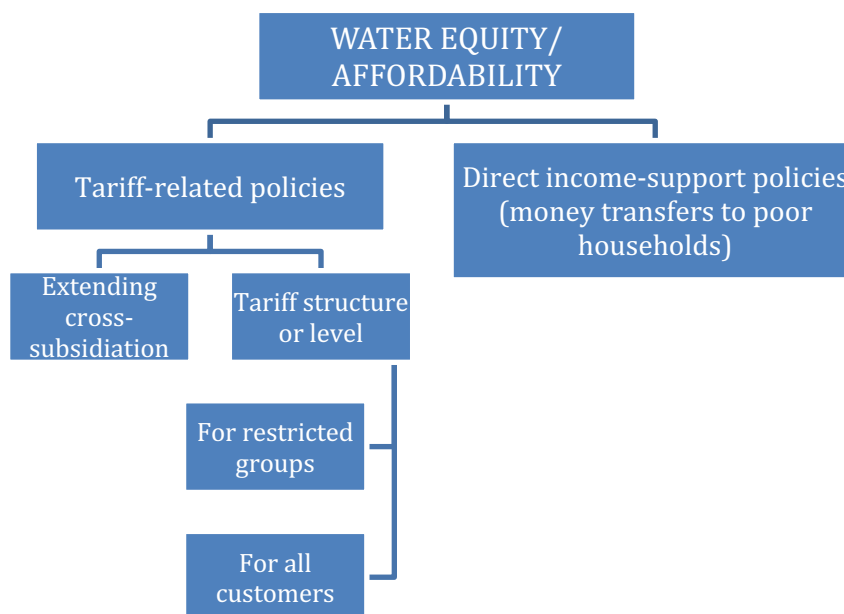 WATER EQUITY/
AFFORDABILITY
Tariff-related policies
Direct income-support policies
(money transfers to poor
households)
Extending
cross-
subsidiation
Tariff structure
or level
For restricted
groups
For all
customers